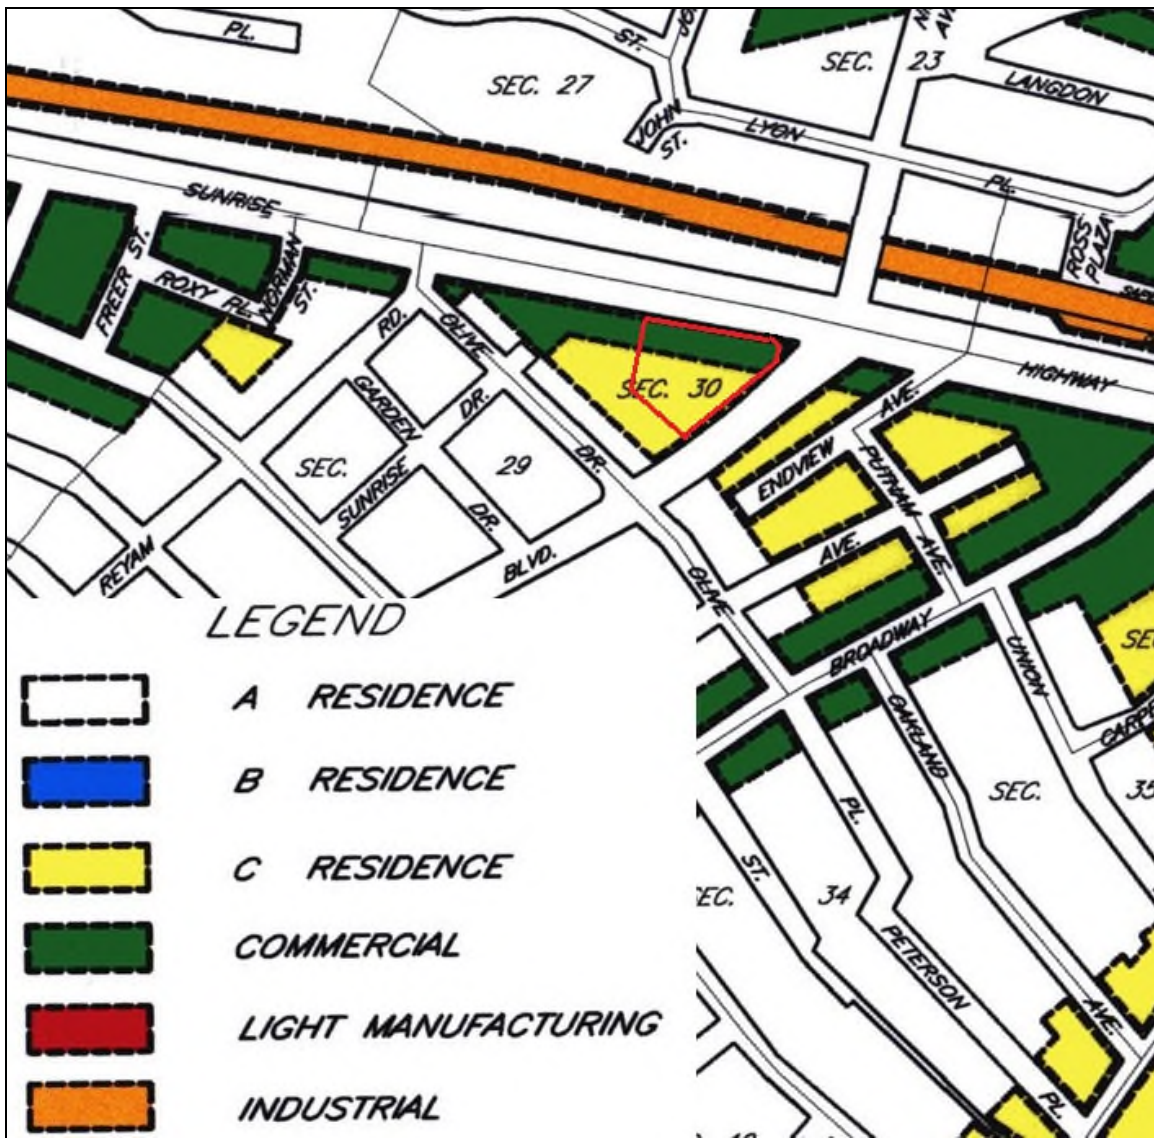 PL.
ST.
SEC. 27
SEC. 23
LANGDON
JOHN ST.
LYON
PL.
SUNRISE
ROSS PLAZA
FREER ST.
ROXY PL.
NORMAN ST.
RD.
OLIVE
SEC. 30
HIGHWAY
GARDEN
DR.
AVE.
SEC.
29
DR.
ENDVIEW
PUTNAM
SUNRISE
DR.
AVE.
AVE.
REYAM
BLVD.
OLIVE
BROADWAY
UNION
OAKLAND
CARPE
SEC.
35
PL.
ST.
34
PETERSON
AVE.
PL.
LEGEND
A RESIDENCE
B RESIDENCE
C RESIDENCE
COMMERCIAL
LIGHT MANUFACTURING
INDUSTRIAL